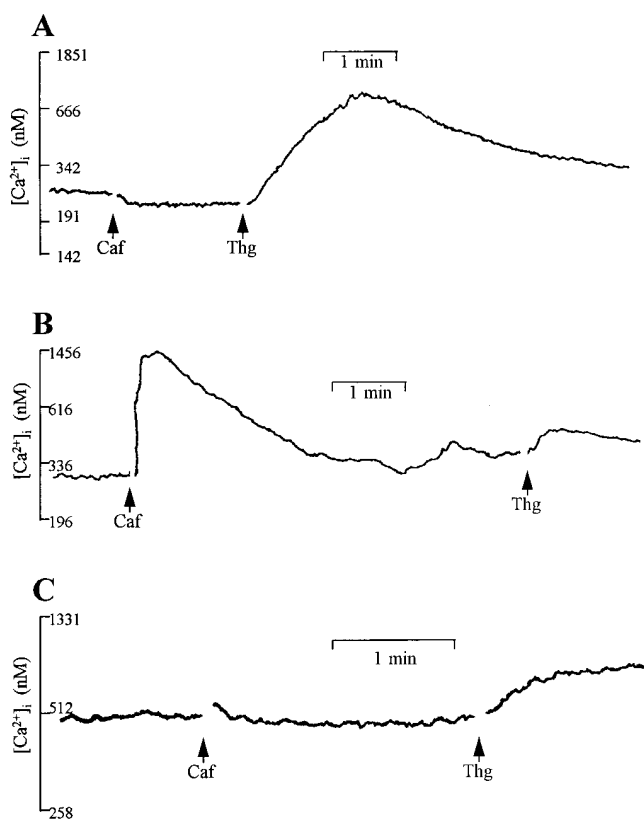 A
1851
1 min
666
342
191
142
[Ca²⁺]ᵢ (nM)
Caf
Thg
B
1456
1 min
616
336
196
[Ca²⁺]ᵢ (nM)
Caf
Thg
C
1331
1 min
512
258
[Ca²⁺]ᵢ (nM)
Caf
Thg